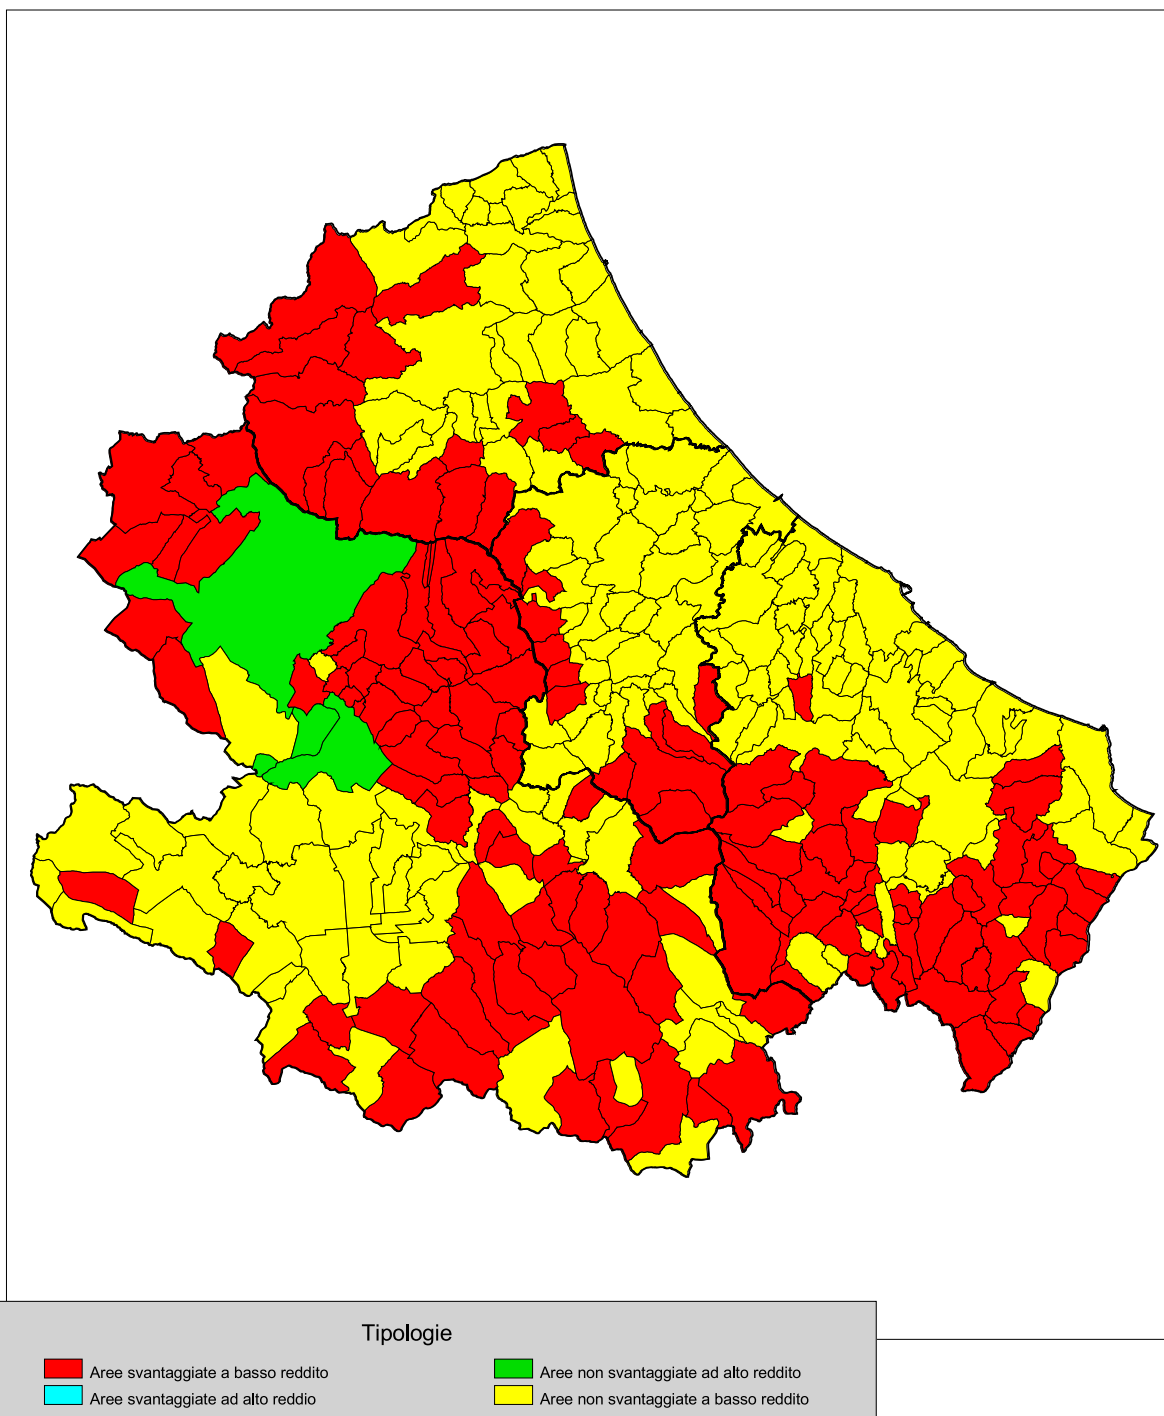 Tipologie
Aree svantaggiate a basso reddito
Aree non svantaggiate ad alto reddito
Aree svantaggiate ad alto reddio
Aree non svantaggiate a basso reddito